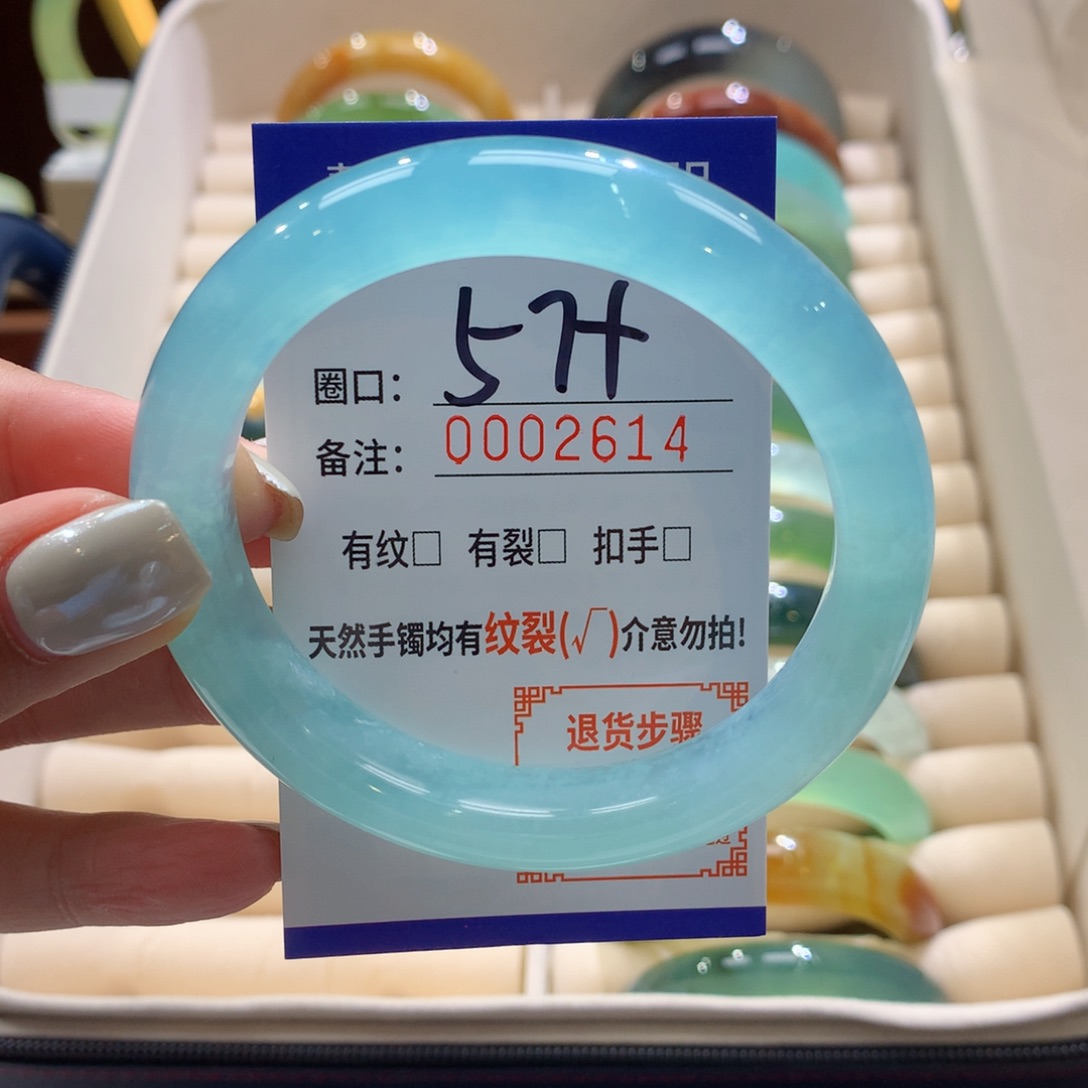 圈口: 57+
备注: 0002614
有纹□ 有裂□ 扣手□
天然手镯均有纹裂(√)介意勿拍!
退货步骤